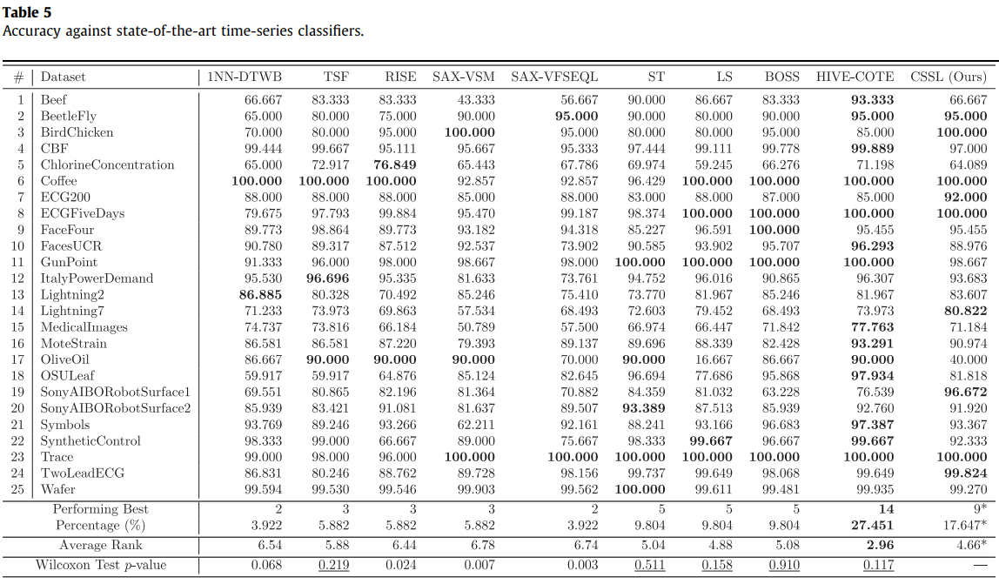 Table 5
Accuracy against state-of-the-art time-series classifiers.
# Dataset 1NN-DTWB TSF RISE SAX-VSM SAX-VFSEQL ST LS BOSS HIVE-COTE CSSL (Ours)
1 Beef 66.667 83.333 83.333 43.333 56.667 90.000 86.667 83.333 93.333 66.667
2 BeetleFly 65.000 80.000 75.000 90.000 95.000 90.000 80.000 90.000 95.000 95.000
3 BirdChicken 70.000 80.000 95.000 100.000 95.000 80.000 80.000 95.000 85.000 100.000
4 CBF 99.444 99.667 95.111 95.667 95.333 97.444 99.111 99.778 99.889 97.000
5 ChlorineConcentration 65.000 72.917 76.849 65.443 67.786 69.974 59.245 66.276 71.198 64.089
6 Coffee 100.000 100.000 100.000 92.857 92.857 96.429 100.000 100.000 100.000 100.000
7 ECG200 88.000 88.000 88.000 85.000 88.000 83.000 88.000 87.000 85.000 92.000
8 ECGFiveDays 79.675 97.793 99.884 95.470 99.187 98.374 100.000 100.000 100.000 100.000
9 FaceFour 89.773 98.864 89.773 93.182 94.318 85.227 96.591 100.000 95.455 95.455
10 FacesUCR 90.780 89.317 87.512 92.537 73.902 90.585 93.902 95.707 96.293 88.976
11 GunPoint 91.333 96.000 98.000 98.667 98.000 100.000 100.000 100.000 100.000 98.667
12 ItalyPowerDemand 95.530 96.696 95.335 81.633 73.761 94.752 96.016 90.865 96.307 93.683
13 Lightning2 86.885 80.328 70.492 85.246 75.410 73.770 81.967 85.246 81.967 83.607
14 Lightning7 71.233 73.973 69.863 57.534 68.493 72.603 79.452 68.493 73.973 80.822
15 MedicalImages 74.737 73.816 66.184 50.789 57.500 66.974 66.447 71.842 77.763 71.184
16 MoteStrain 86.581 86.581 87.220 79.393 89.137 89.696 88.339 82.428 93.291 90.974
17 OliveOil 86.667 90.000 90.000 90.000 70.000 90.000 16.667 86.667 90.000 40.000
18 OSULeaf 59.917 59.917 64.876 85.124 82.645 96.694 77.686 95.868 97.934 81.818
19 SonyAIBORobotSurface1 69.551 80.865 82.196 81.364 70.882 84.359 81.032 63.228 76.539 96.672
20 SonyAIBORobotSurface2 85.939 83.421 91.081 81.637 89.507 93.389 87.513 85.939 92.760 91.920
21 Symbols 93.769 89.246 93.266 62.211 92.161 88.241 93.166 96.683 97.387 93.367
22 SyntheticControl 98.333 99.000 66.667 89.000 75.667 98.333 99.667 96.667 99.667 92.333
23 Trace 99.000 98.000 96.000 100.000 100.000 100.000 100.000 100.000 100.000 100.000
24 TwoLeadECG 86.831 80.246 88.762 89.728 98.156 99.737 99.649 98.068 99.649 99.824
25 Wafer 99.594 99.530 99.546 99.903 99.562 100.000 99.611 99.481 99.935 99.270
Performing Best 2 3 3 3 2 5 5 5 14 9*
Percentage (%) 3.922 5.882 5.882 5.882 3.922 9.804 9.804 9.804 27.451 17.647*
Average Rank 6.54 5.88 6.44 6.78 6.74 5.04 4.88 5.08 2.96 4.66*
Wilcoxon Test p-value 0.068 0.219 0.024 0.007 0.003 0.511 0.158 0.910 0.117 —